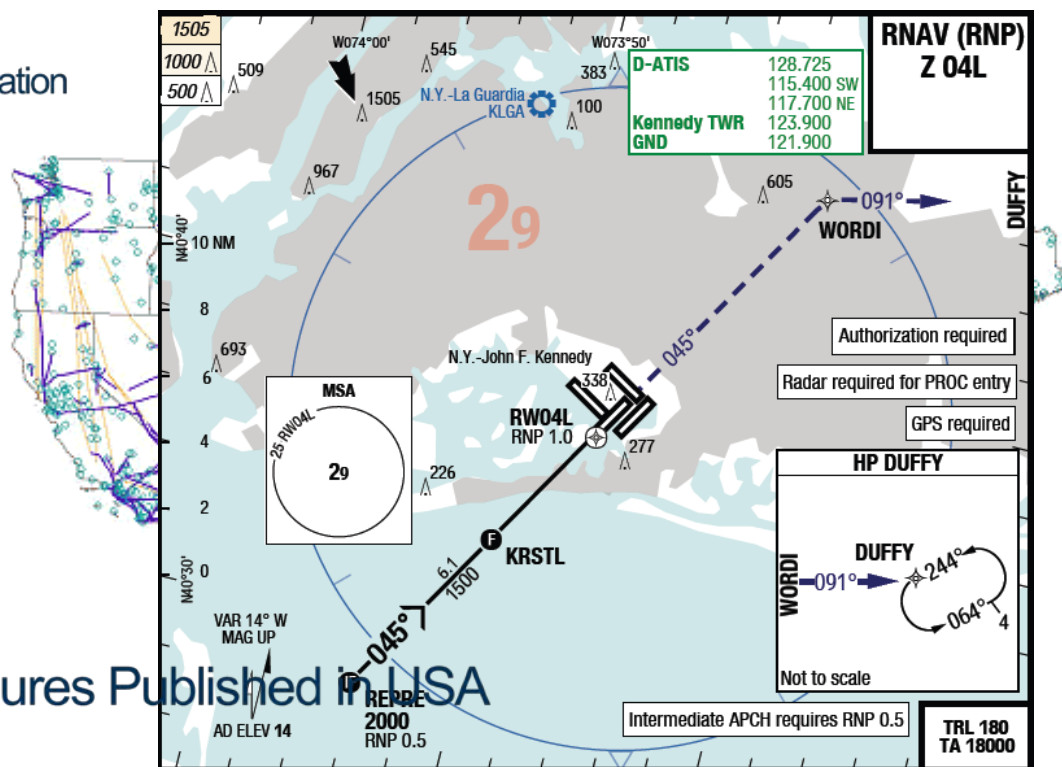 1505
1000
500
ation
W074°00'
545
509
1505
N.Y.-La Guardia
KLGA
383
W073°50'
100
D-ATIS 128.725
115.400 SW
117.700 NE
Kennedy TWR 123.900
GND 121.900
RNAV (RNP)
Z 04L
967
29
605
091°
WORDI
DUFFY
N40°40'
10 NM
8
6
4
2
0
N40°30'
693
045°
Authorization required
Radar required for PROC entry
GPS required
N.Y.-John F. Kennedy
338
RW04L
RNP 1.0
277
226
MSA
25 RW04L
29
F
KRSTL
6.1
1500
045°
HP DUFFY
DUFFY
WORDI
091°
244°
064°
4
Not to scale
VAR 14° W
MAG UP
AD ELEV 14
ures Published in USA
REPRE
2000
RNP 0.5
Intermediate APCH requires RNP 0.5
TRL 180
TA 18000